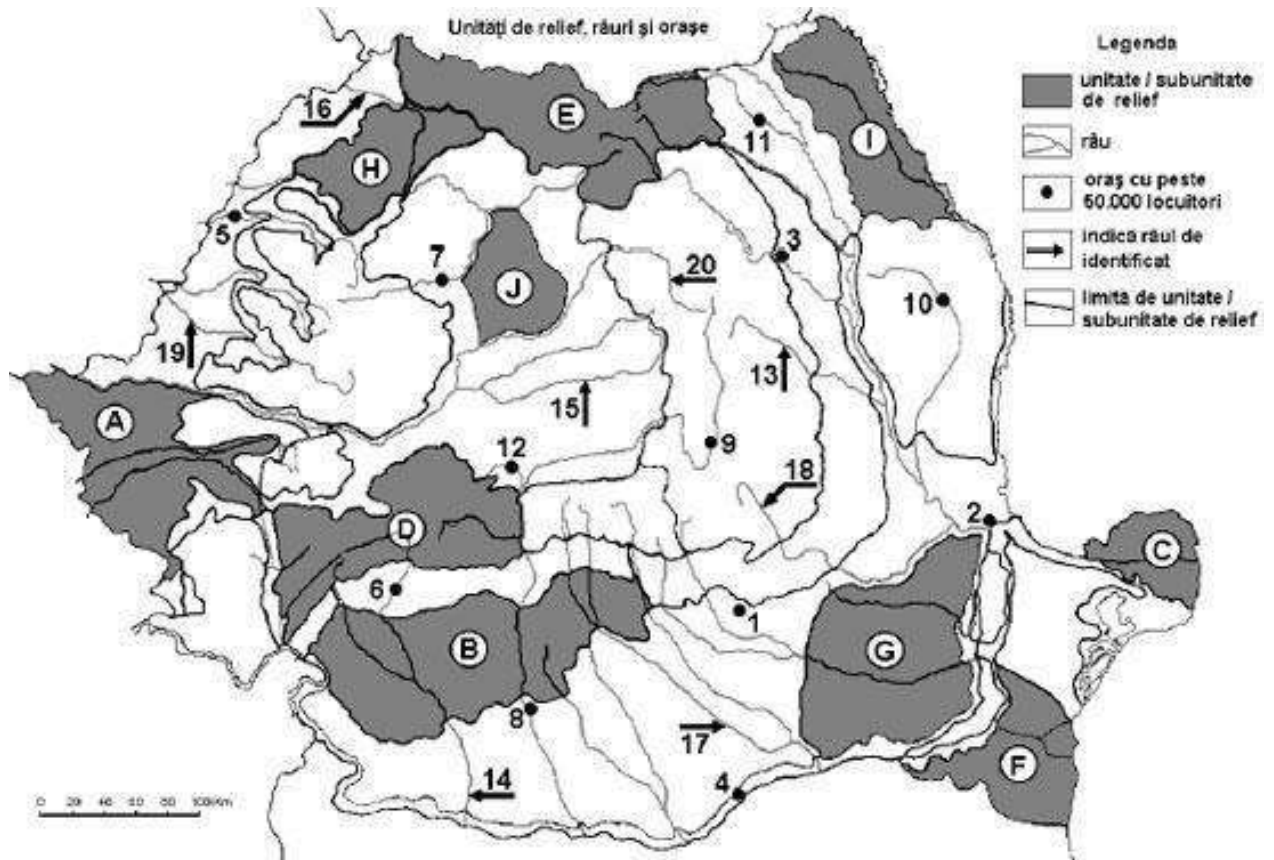 Unități de relief, râuri și orașe
Legenda
unitate / subunitate
de relief
râu
oraș cu peste
60.000 locuitori
indică râul de
identificat
limită de unitate /
subunitate de relief
16
E
11
I
H
5
7
3
20
J
10
19
13
A
15
9
12
18
2
C
D
6
1
B
G
8
17
14
4
F
0 20 40 60 80 100Km